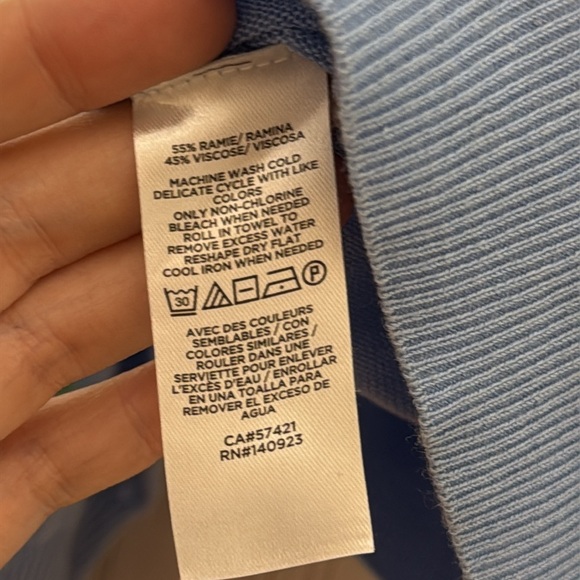 55% RAMIE/ RAMINA
45% VISCOSE/ VISCOSA
MACHINE WASH COLD
DELICATE CYCLE WITH LIKE
COLORS
ONLY NON-CHLORINE
BLEACH WHEN NEEDED
ROLL IN TOWEL TO
REMOVE EXCESS WATER
RESHAPE DRY FLAT
COOL IRON WHEN NEEDED
30 P
AVEC DES COULEURS
SEMBLABLES / CON
COLORES SIMILARES /
ROULER DANS UNE
SERVIETTE POUR ENLEVER
L'EXCÈS D'EAU / ENROLLAR
EN UNA TOALLA PARA
REMOVER EL EXCESO DE
AGUA
CA#57421
RN#140923